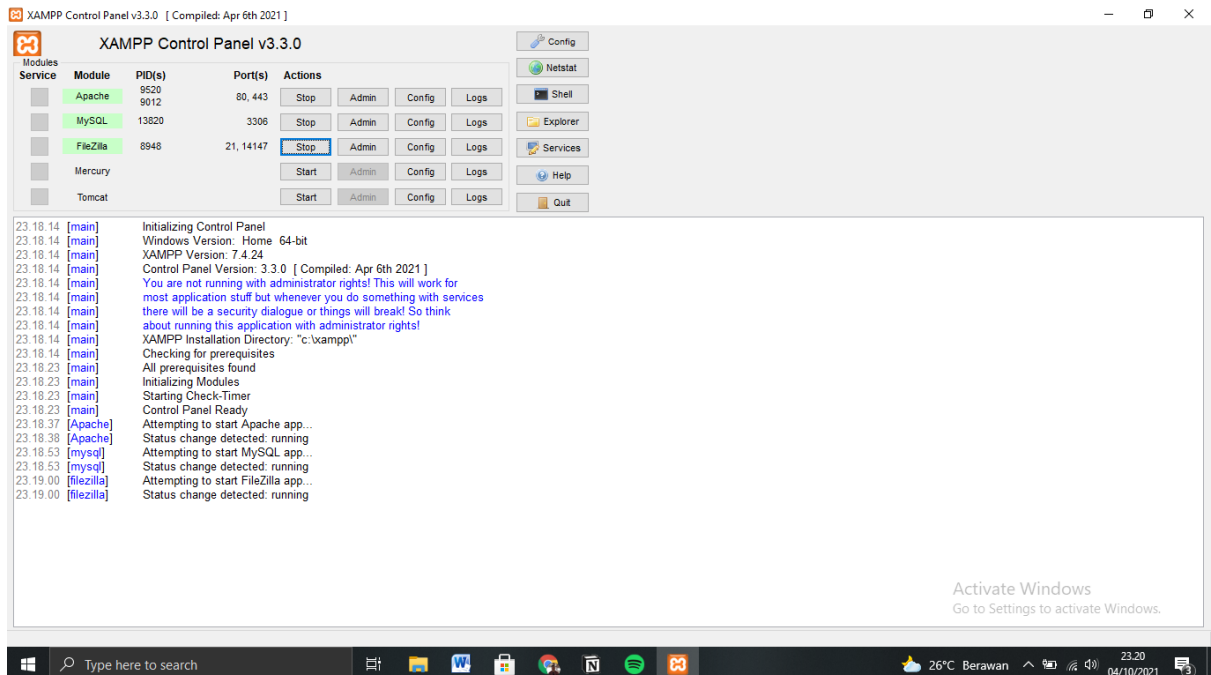 XAMPP Control Panel v3.3.0 [ Compiled: Apr 6th 2021 ]
XAMPP Control Panel v3.3.0
Config
Modules
Service Module PID(s) Port(s) Actions
Netstat
Apache 9520 9012 80, 443 Stop Admin Config Logs
Shell
MySQL 13820 3306 Stop Admin Config Logs
Explorer
FileZilla 8948 21, 14147 Stop Admin Config Logs
Services
Mercury Start Admin Config Logs
Help
Tomcat Start Admin Config Logs
Quit
23.18.14 [main] Initializing Control Panel
23.18.14 [main] Windows Version: Home 64-bit
23.18.14 [main] XAMPP Version: 7.4.24
23.18.14 [main] Control Panel Version: 3.3.0 [ Compiled: Apr 6th 2021 ]
23.18.14 [main] You are not running with administrator rights! This will work for
23.18.14 [main] most application stuff but whenever you do something with services
23.18.14 [main] there will be a security dialogue or things will break! So think
23.18.14 [main] about running this application with administrator rights!
23.18.14 [main] XAMPP Installation Directory: "c:\xampp\"
23.18.14 [main] Checking for prerequisites
23.18.23 [main] All prerequisites found
23.18.23 [main] Initializing Modules
23.18.23 [main] Starting Check-Timer
23.18.23 [main] Control Panel Ready
23.18.37 [Apache] Attempting to start Apache app...
23.18.38 [Apache] Status change detected: running
23.18.53 [mysql] Attempting to start MySQL app...
23.18.53 [mysql] Status change detected: running
23.19.00 [filezilla] Attempting to start FileZilla app...
23.19.00 [filezilla] Status change detected: running
Activate Windows
Go to Settings to activate Windows.
Type here to search
26°C Berawan
23.20
04/10/2021
3